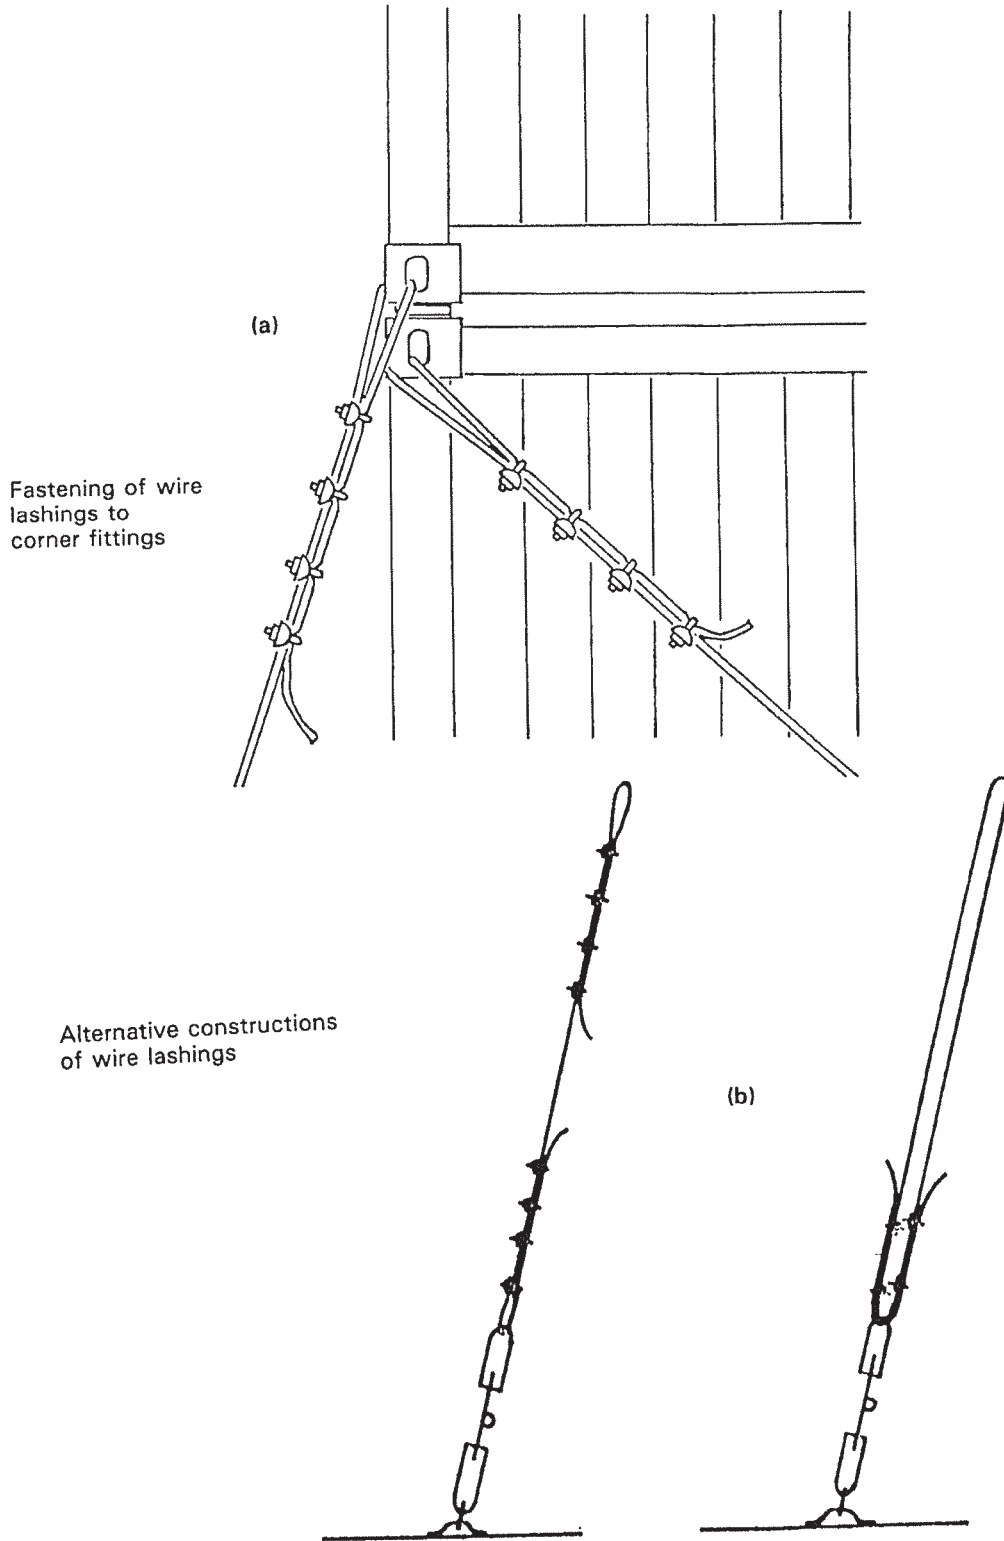 (a)
Fastening of wire
lashings to
corner fittings
Alternative constructions
of wire lashings
(b)